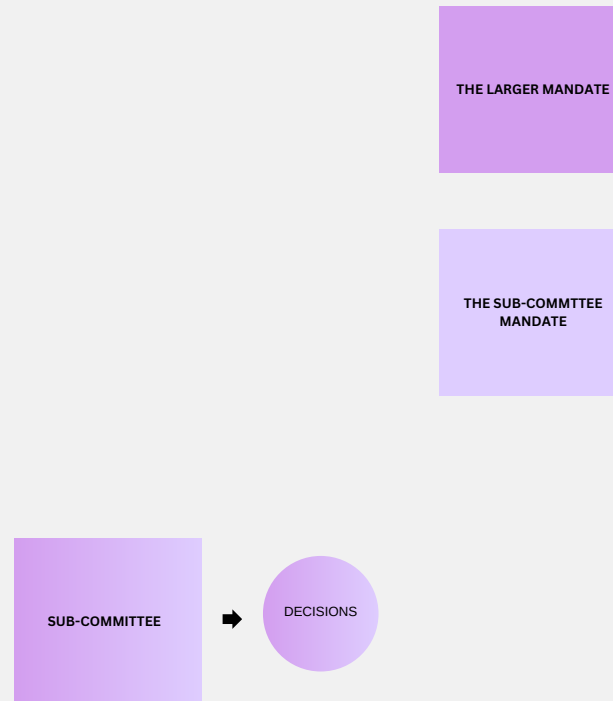 THE LARGER MANDATE
THE SUB-COMMTTEE
MANDATE
SUB-COMMITTEE
DECISIONS